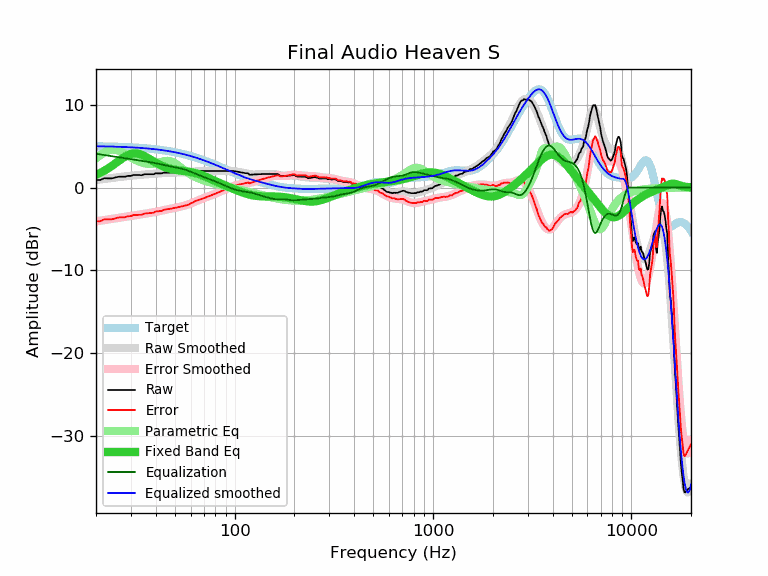 Final Audio Heaven S
Amplitude (dBr)
10
0
−10
−20
−30
Target
Raw Smoothed
Error Smoothed
Raw
Error
Parametric Eq
Fixed Band Eq
Equalization
Equalized smoothed
100
1000
10000
Frequency (Hz)